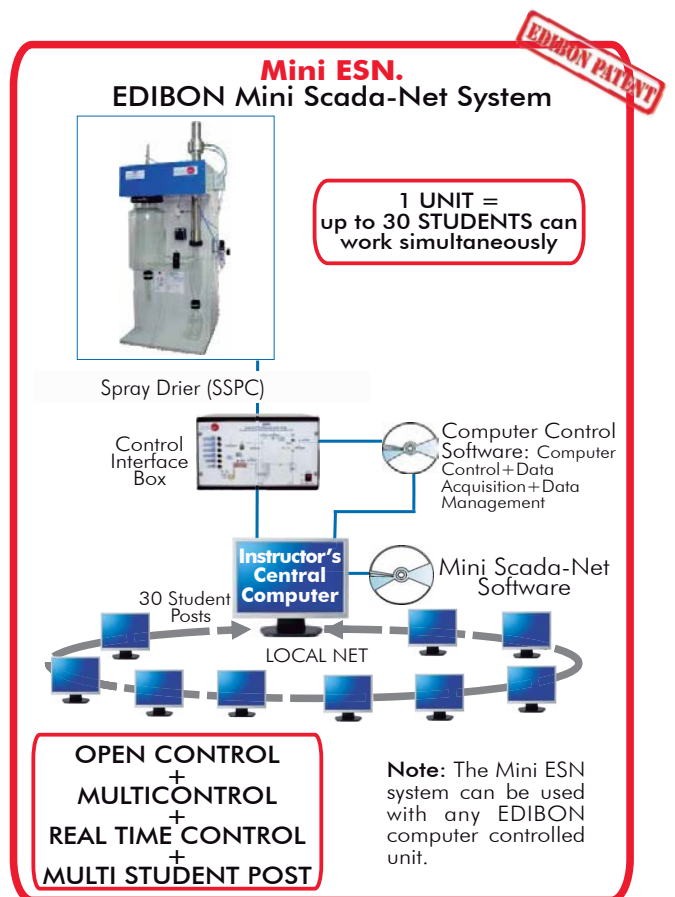 EDIBON PATENT
Mini ESN.
EDIBON Mini Scada-Net System
1 UNIT =
up to 30 STUDENTS can
work simultaneously
Spray Drier (SSPC)
Control
Interface
Box
Computer Control
Software: Computer
Control+Data
Acquisition+Data
Management
Instructor's
Central
Computer
Mini Scada-Net
Software
30 Student
Posts
LOCAL NET
OPEN CONTROL
+
MULTICONTROL
+
REAL TIME CONTROL
+
MULTI STUDENT POST
Note: The Mini ESN
system can be used
with any EDIBON
computer controlled
unit.